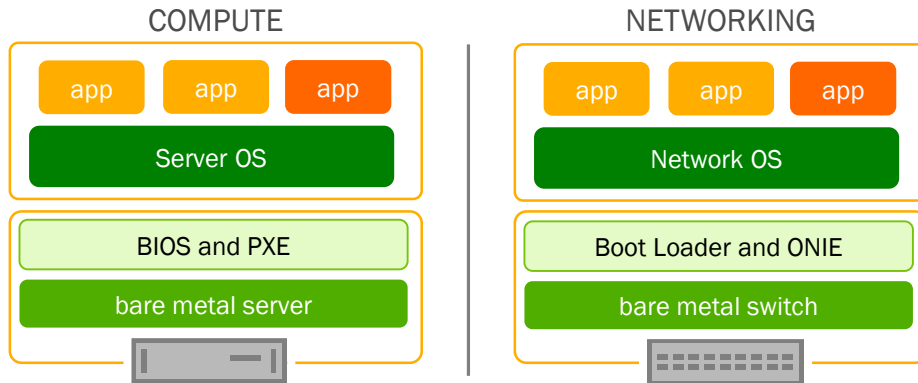 COMPUTE
app app app
Server OS
BIOS and PXE
bare metal server
NETWORKING
app app app
Network OS
Boot Loader and ONIE
bare metal switch